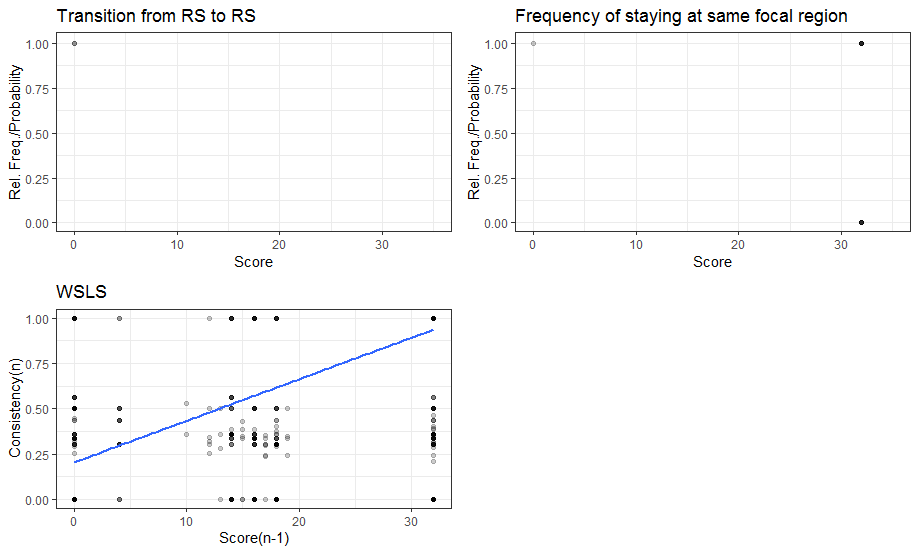 Transition from RS to RS
Rel. Freq./Probability
1.00
0.75
0.50
0.25
0.00
0 10 20 30
Score
Frequency of staying at same focal region
Rel. Freq./Probability
1.00
0.75
0.50
0.25
0.00
0 10 20 30
Score
WSLS
Consistency(n)
1.00
0.75
0.50
0.25
0.00
0 10 20 30
Score(n-1)